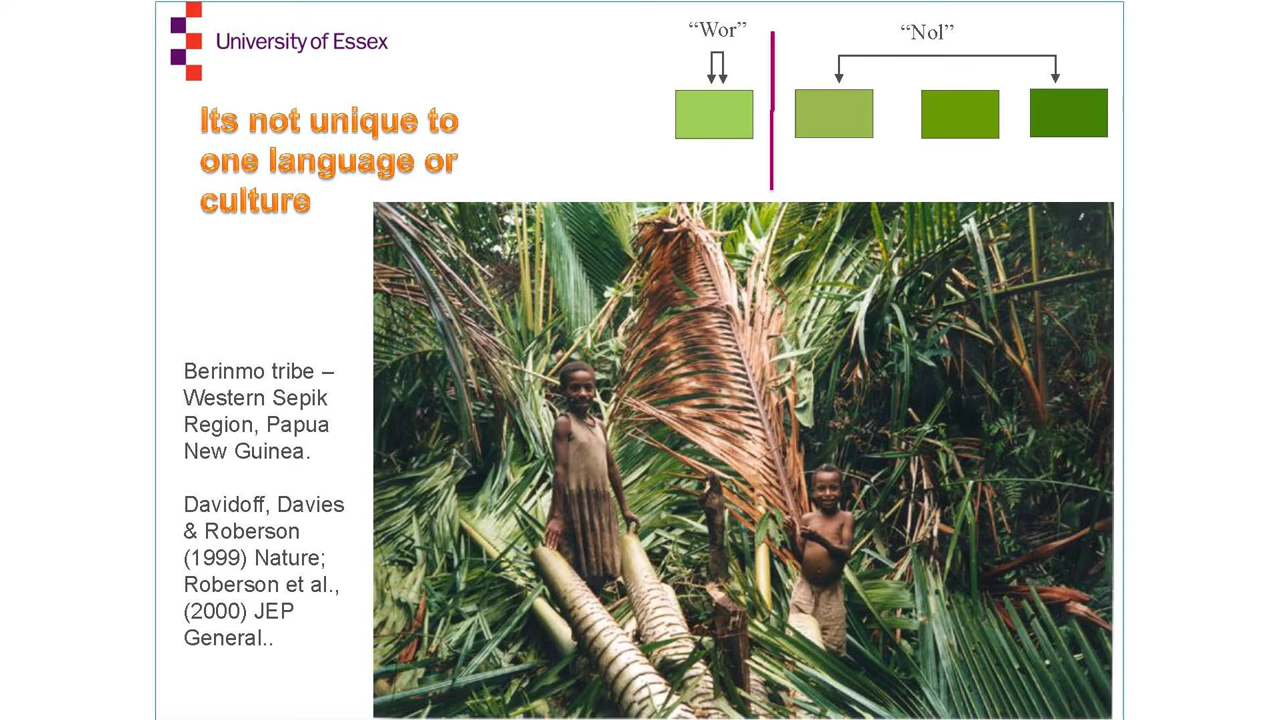 University of Essex
“Wor”
“Nol”
Its not unique to
one language or
culture
Berinmo tribe –
Western Sepik
Region, Papua
New Guinea.
Davidoff, Davies
& Roberson
(1999) Nature;
Roberson et al.,
(2000) JEP
General..